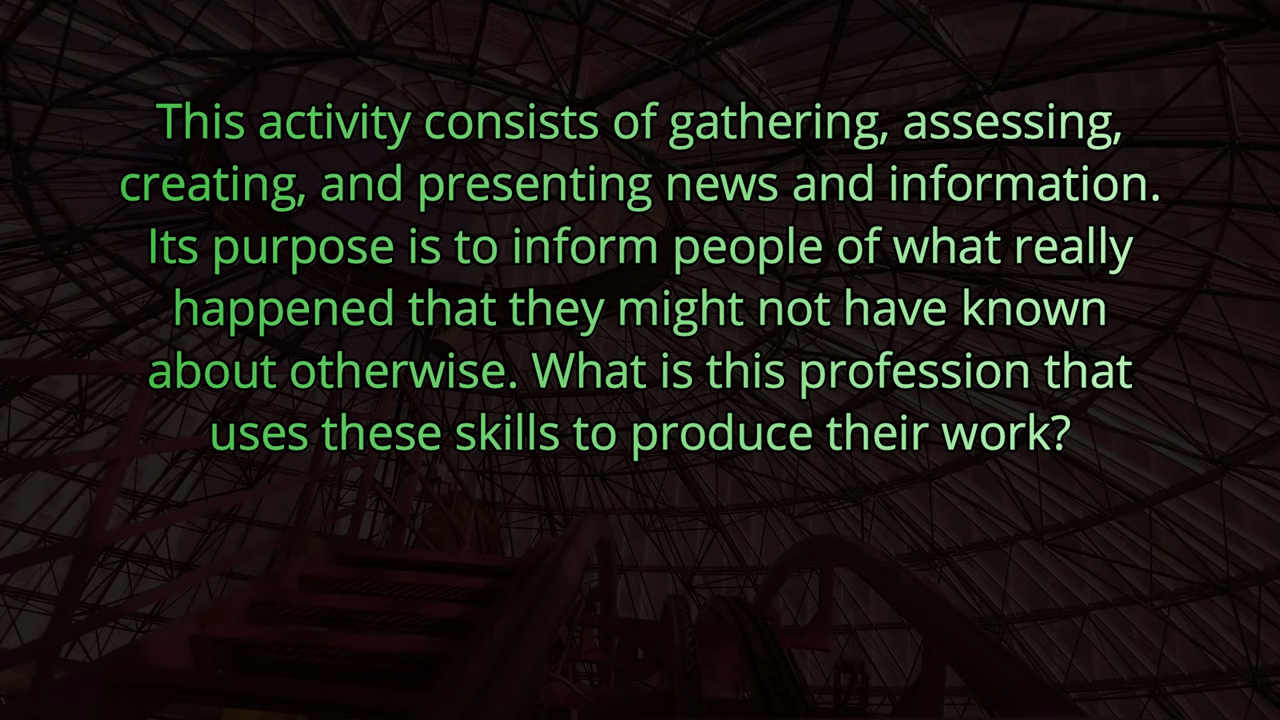 This activity consists of gathering, assessing,
creating, and presenting news and information.
Its purpose is to inform people of what really
happened that they might not have known
about otherwise. What is this profession that
uses these skills to produce their work?